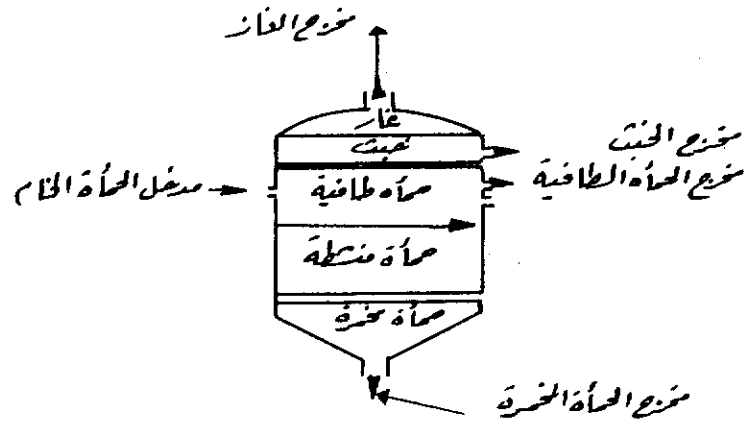 مخرج الغاز
غاز
خبث
مخرج الخبث
مدخل الحمأة الخام
حمأة طافية
مخرج الحمأة الطافية
حمأة منشطة
حمأة مخمرة
مخرج الحمأة المخمرة